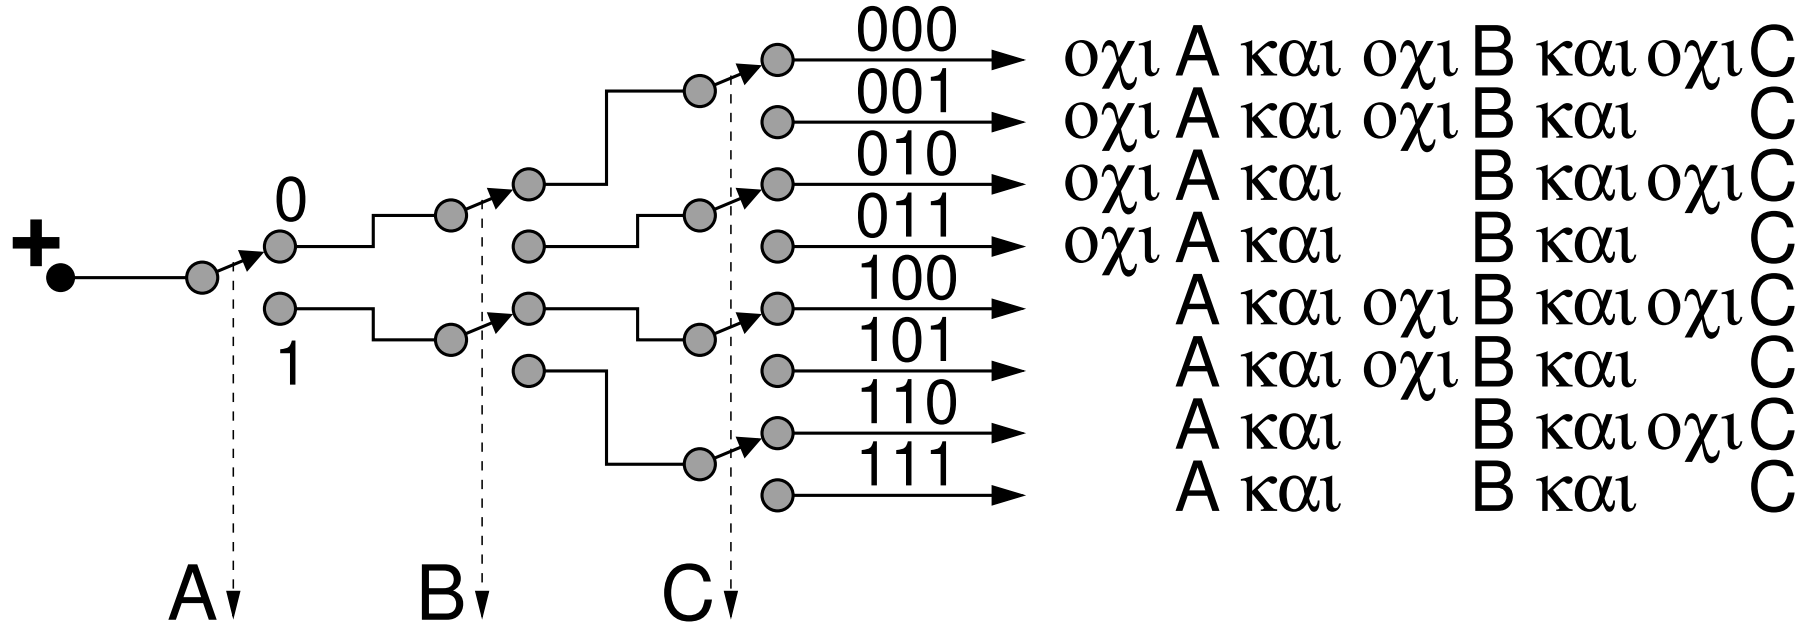 000 οχι A και οχι B και οχι C
001 οχι A και οχι B και C
010 οχι A και B και οχι C
011 οχι A και B και C
100 A και οχι B και οχι C
101 A και οχι B και C
110 A και B και οχι C
111 A και B και C
+
0
1
A B C